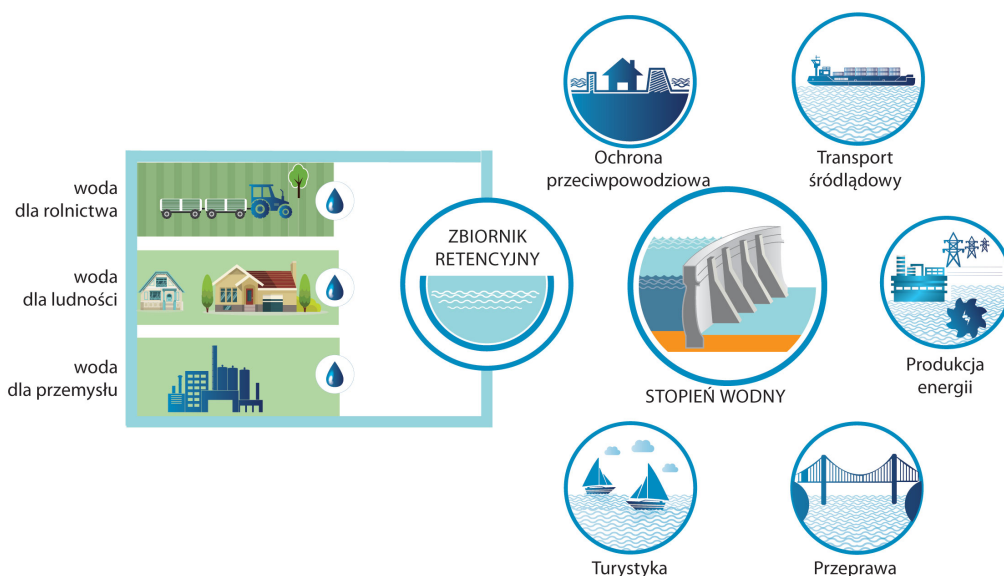 woda
dla rolnictwa
woda
dla ludności
woda
dla przemysłu
ZBIORNIK
RETENCYJNY
STOPIEŃ WODNY
Ochrona
przeciwpowodziowa
Transport
śródlądowy
Produkcja
energii
Turystyka
Przeprawa